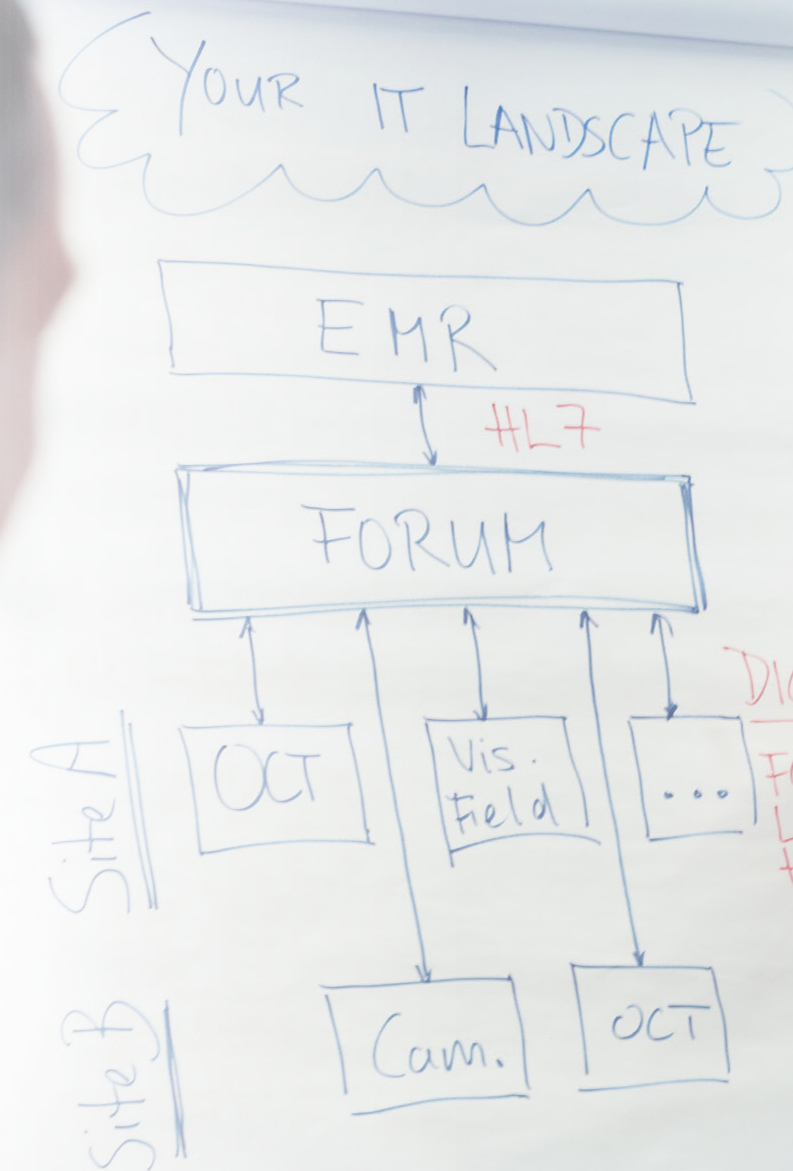 YOUR IT LANDSCAPE
EMR
HL7
FORUM
Site A
OCT
Vis.
Field
...
Site B
Cam.
OCT